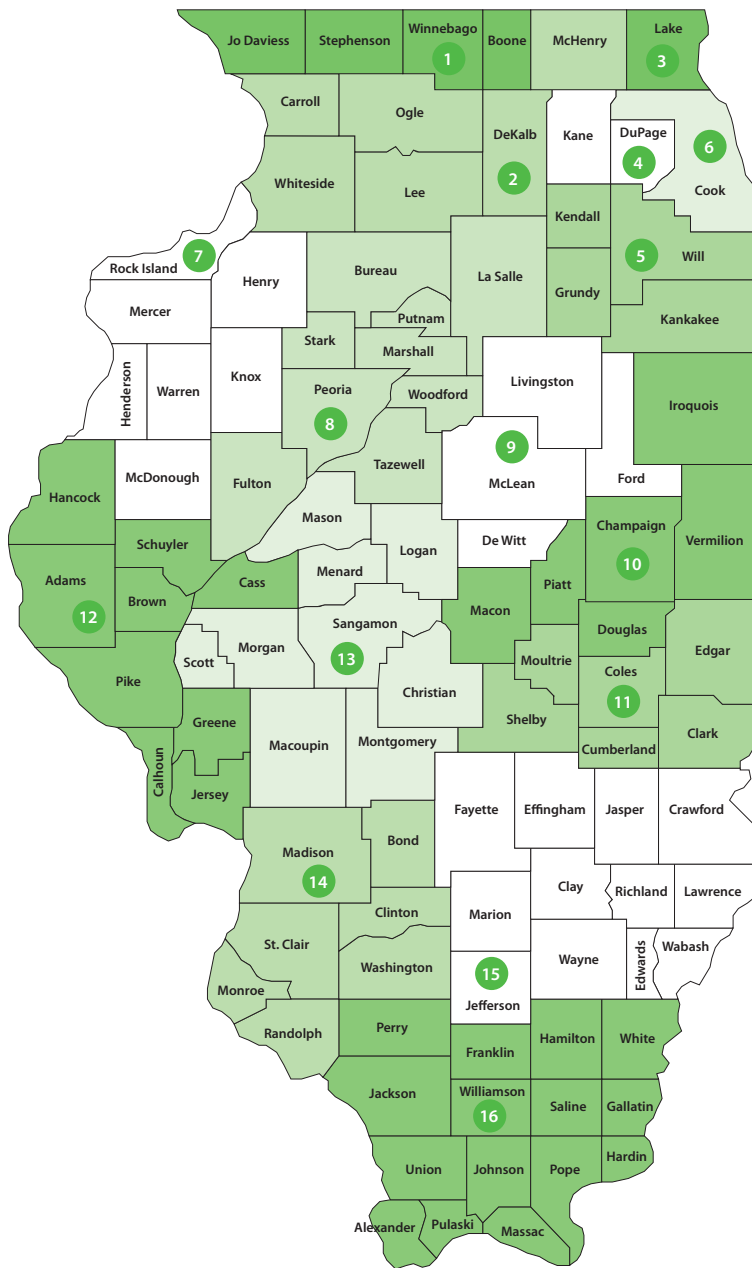 Jo Daviess
Stephenson
Winnebago
1
Boone
McHenry
Lake
3
Carroll
Ogle
DeKalb
2
Kane
DuPage
4
6
Cook
Whiteside
Lee
Kendall
5
Will
Rock Island
7
Henry
Bureau
La Salle
Grundy
Kankakee
Mercer
Putnam
Stark
Marshall
Henderson
Warren
Knox
Peoria
8
Woodford
Livingston
Iroquois
9
McLean
Ford
Tazewell
McDonough
Fulton
Hancock
Mason
Champaign
10
Vermilion
Schuyler
Logan
De Witt
Adams
12
Brown
Cass
Menard
Macon
Piatt
Sangamon
13
Douglas
Scott
Morgan
Moultrie
Coles
11
Edgar
Pike
Christian
Shelby
Greene
Macoupin
Montgomery
Cumberland
Clark
Calhoun
Jersey
Fayette
Effingham
Jasper
Crawford
Madison
14
Bond
Clay
Richland
Lawrence
Clinton
Marion
St. Clair
Washington
15
Jefferson
Wayne
Edwards
Wabash
Monroe
Randolph
Perry
Franklin
Hamilton
White
Jackson
Williamson
16
Saline
Gallatin
Union
Johnson
Pope
Hardin
Alexander
Pulaski
Massac